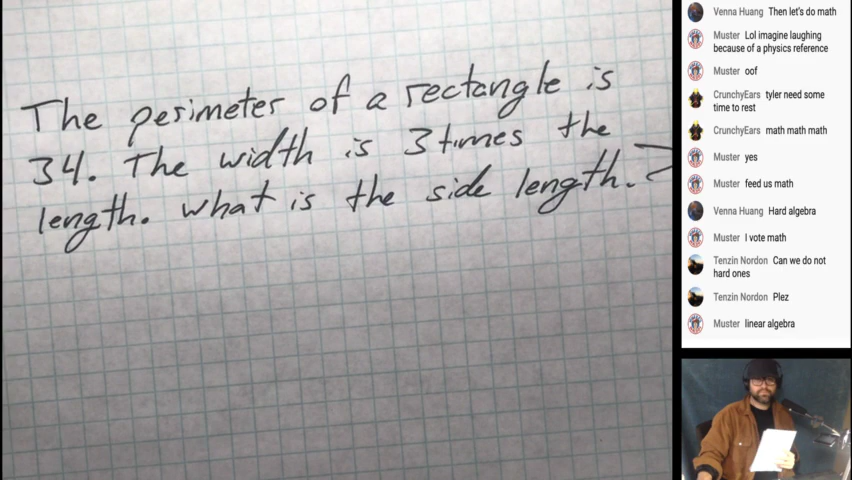 The perimeter of a rectangle is
34. The width is 3 times the
length. What is the side length.
Venna Huang Then let's do math
Muster Lol imagine laughing
because of a physics reference
Muster oof
CrunchyEars tyler need some
time to rest
CrunchyEars math math math
Muster yes
Muster feed us math
Venna Huang Hard algebra
Muster I vote math
Tenzin Nordon Can we do not
hard ones
Tenzin Nordon Plez
Muster linear algebra